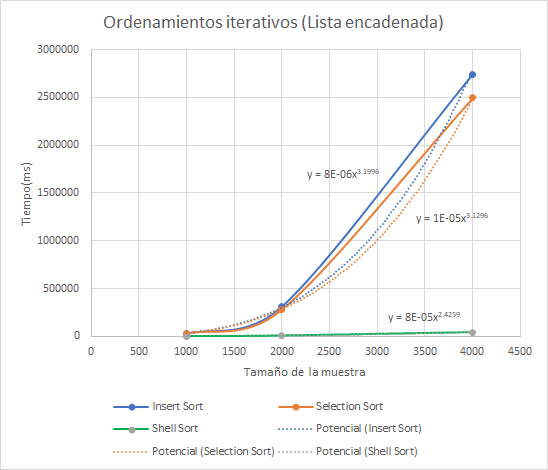 Ordenamientos iterativos (Lista encadenada)
3000000
2500000
2000000
1500000
1000000
500000
0
Tiempo(ms)
y = 8E-06x^3.1996
y = 1E-05x^3.1296
y = 8E-05x^2.4259
0 500 1000 1500 2000 2500 3000 3500 4000 4500
Tamaño de la muestra
Insert Sort Selection Sort
Shell Sort Potencial (Insert Sort)
Potencial (Selection Sort) Potencial (Shell Sort)